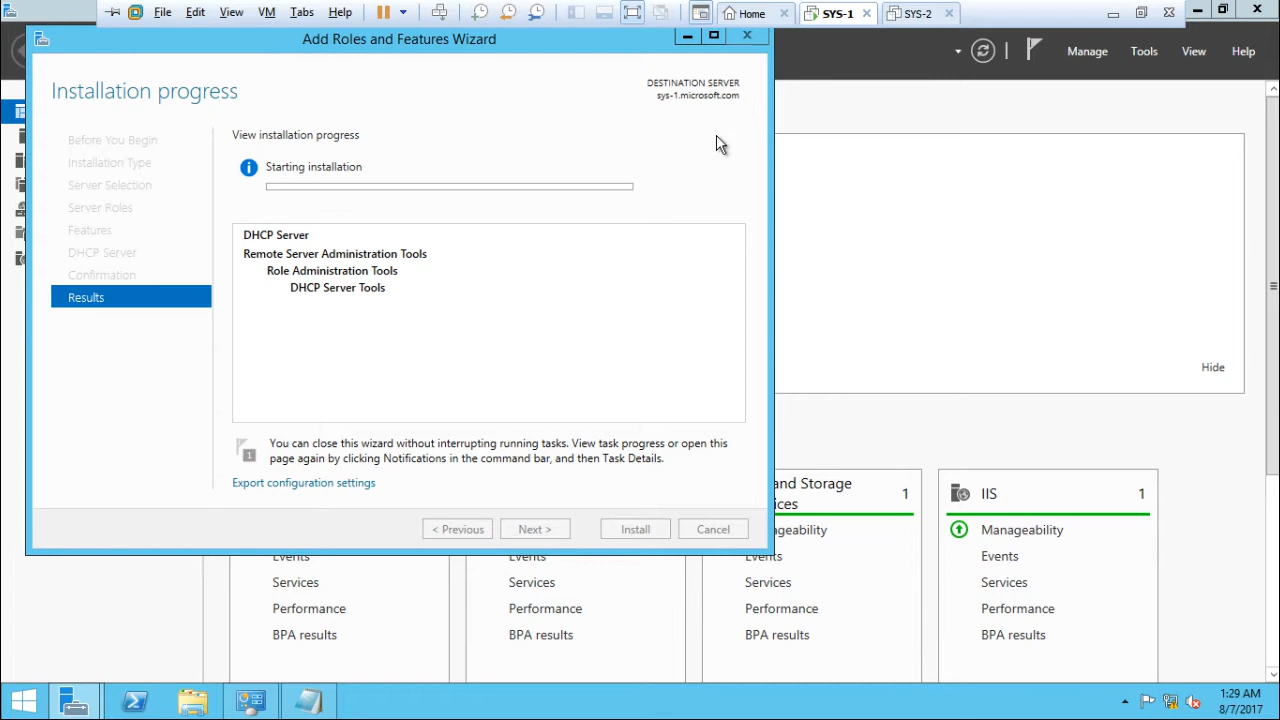 File Edit View VM Tabs Help
Home SYS-1 SYS-2
Add Roles and Features Wizard
Manage Tools View Help
Installation progress
DESTINATION SERVER
sys-1.microsoft.com
Before You Begin
Installation Type
Server Selection
Server Roles
Features
DHCP Server
Confirmation
Results
View installation progress
Starting installation
DHCP Server
Remote Server Administration Tools
Role Administration Tools
DHCP Server Tools
1
You can close this wizard without interrupting running tasks. View task progress or open this
page again by clicking Notifications in the command bar, and then Task Details.
Export configuration settings
< Previous Next > Install Cancel
Hide
and Storage
ices
1
IIS 1
nageability
Manageability
Events Events Events Events
Services Services Services Services
Performance Performance Performance Performance
BPA results BPA results BPA results BPA results
1:29 AM
8/7/2017